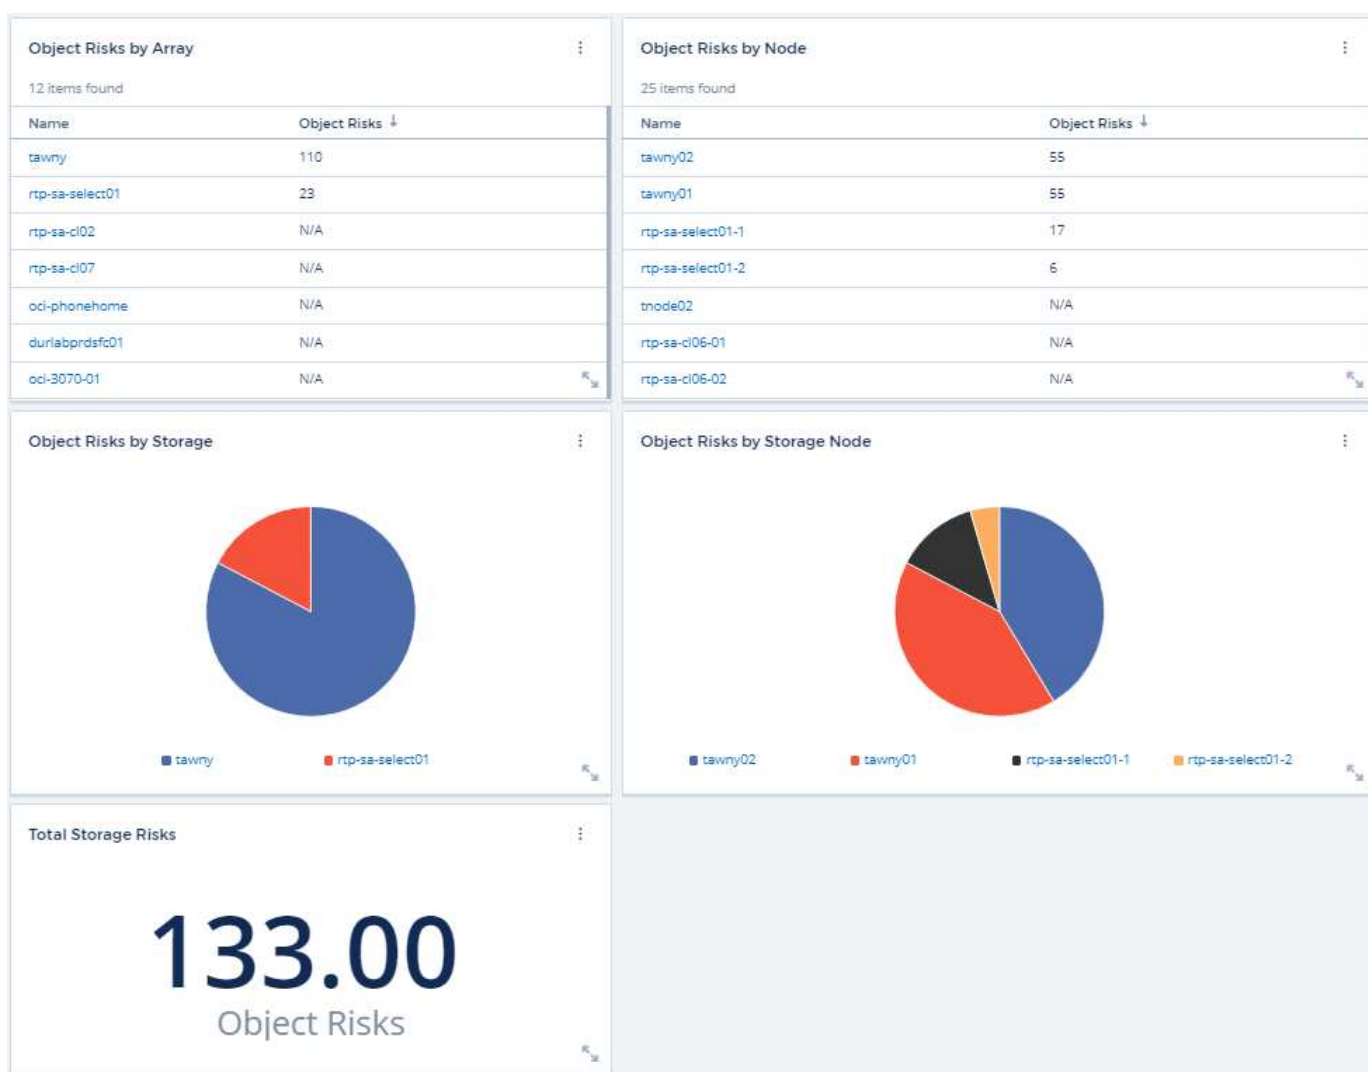 Object Risks by Array
12 items found
Name Object Risks ↓
tawny 110
rtp-sa-select01 23
rtp-sa-cl02 N/A
rtp-sa-cl07 N/A
oci-phonehome N/A
durlabprdsfc01 N/A
oci-3070-01 N/A
Object Risks by Node
25 items found
Name Object Risks ↓
tawny02 55
tawny01 55
rtp-sa-select01-1 17
rtp-sa-select01-2 6
tnode02 N/A
rtp-sa-cl06-01 N/A
rtp-sa-cl06-02 N/A
Object Risks by Storage
tawny rtp-sa-select01
Object Risks by Storage Node
tawny02 tawny01 rtp-sa-select01-1 rtp-sa-select01-2
Total Storage Risks
133.00
Object Risks